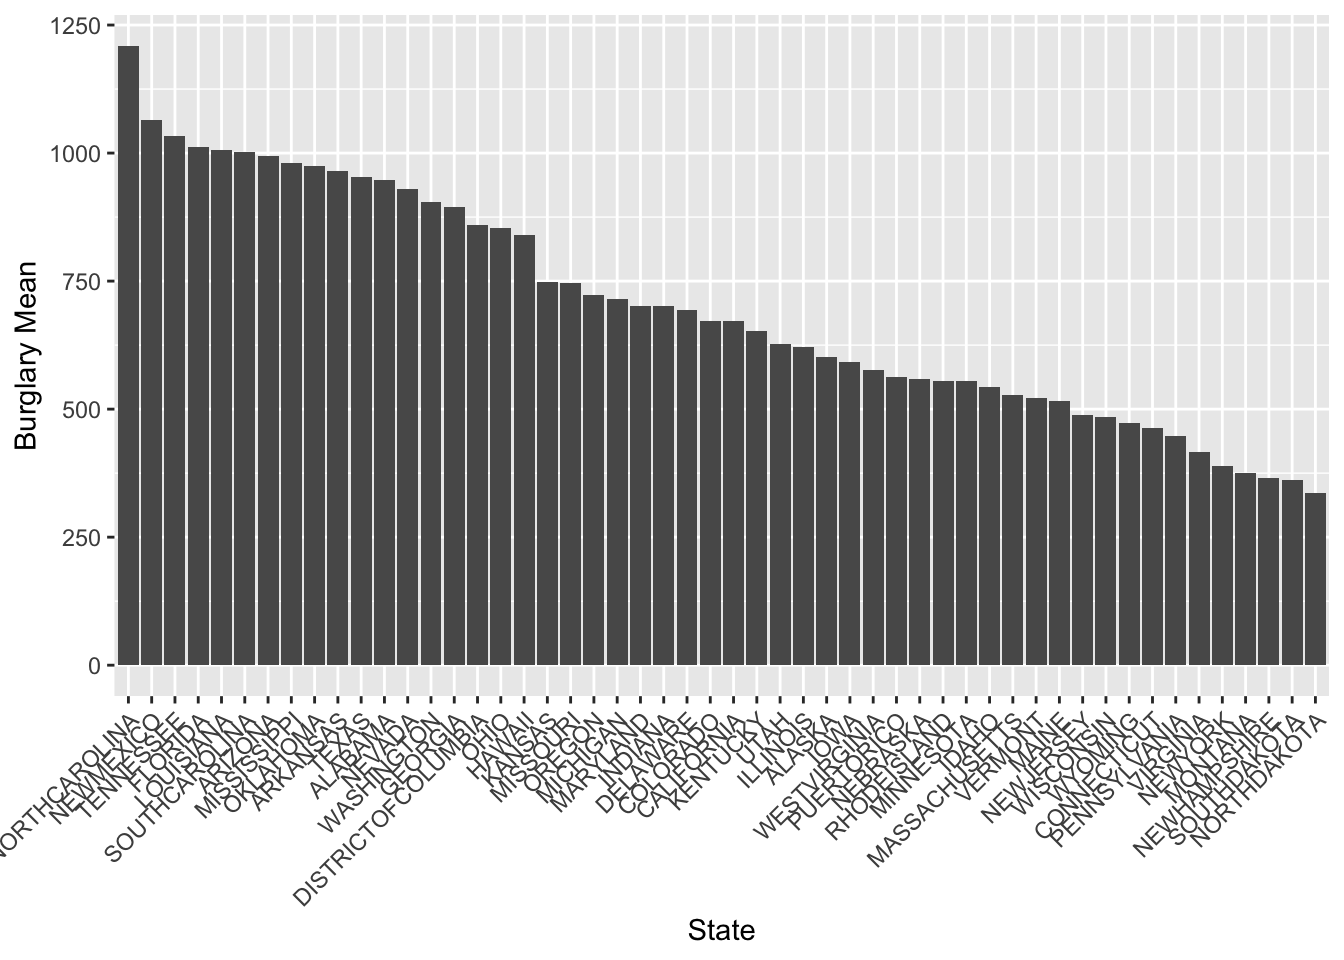 1250
1000
750
500
250
0
Burglary Mean
NORTHCAROLINA
NEWMEXICO
TENNESSEE
FLORIDA
LOUISIANA
SOUTHCAROLINA
ARIZONA
MISSISSIPPI
OKLAHOMA
ARKANSAS
TEXAS
ALABAMA
NEVADA
WASHINGTON
GEORGIA
DISTRICTOFCOLUMBIA
OHIO
HAWAII
KANSAS
MISSOURI
OREGON
MICHIGAN
MARYLAND
INDIANA
DELAWARE
COLORADO
CALIFORNIA
KENTUCKY
UTAH
ILLINOIS
ALASKA
IOWA
WESTVIRGINIA
PUERTORICO
NEBRASKA
RHODEISLAND
MINNESOTA
IDAHO
MASSACHUSETTS
VERMONT
MAINE
NEWJERSEY
WISCONSIN
WYOMING
CONNECTICUT
PENNSYLVANIA
VIRGINIA
NEWYORK
MONTANA
NEWHAMPSHIRE
SOUTHDAKOTA
NORTHDAKOTA
State